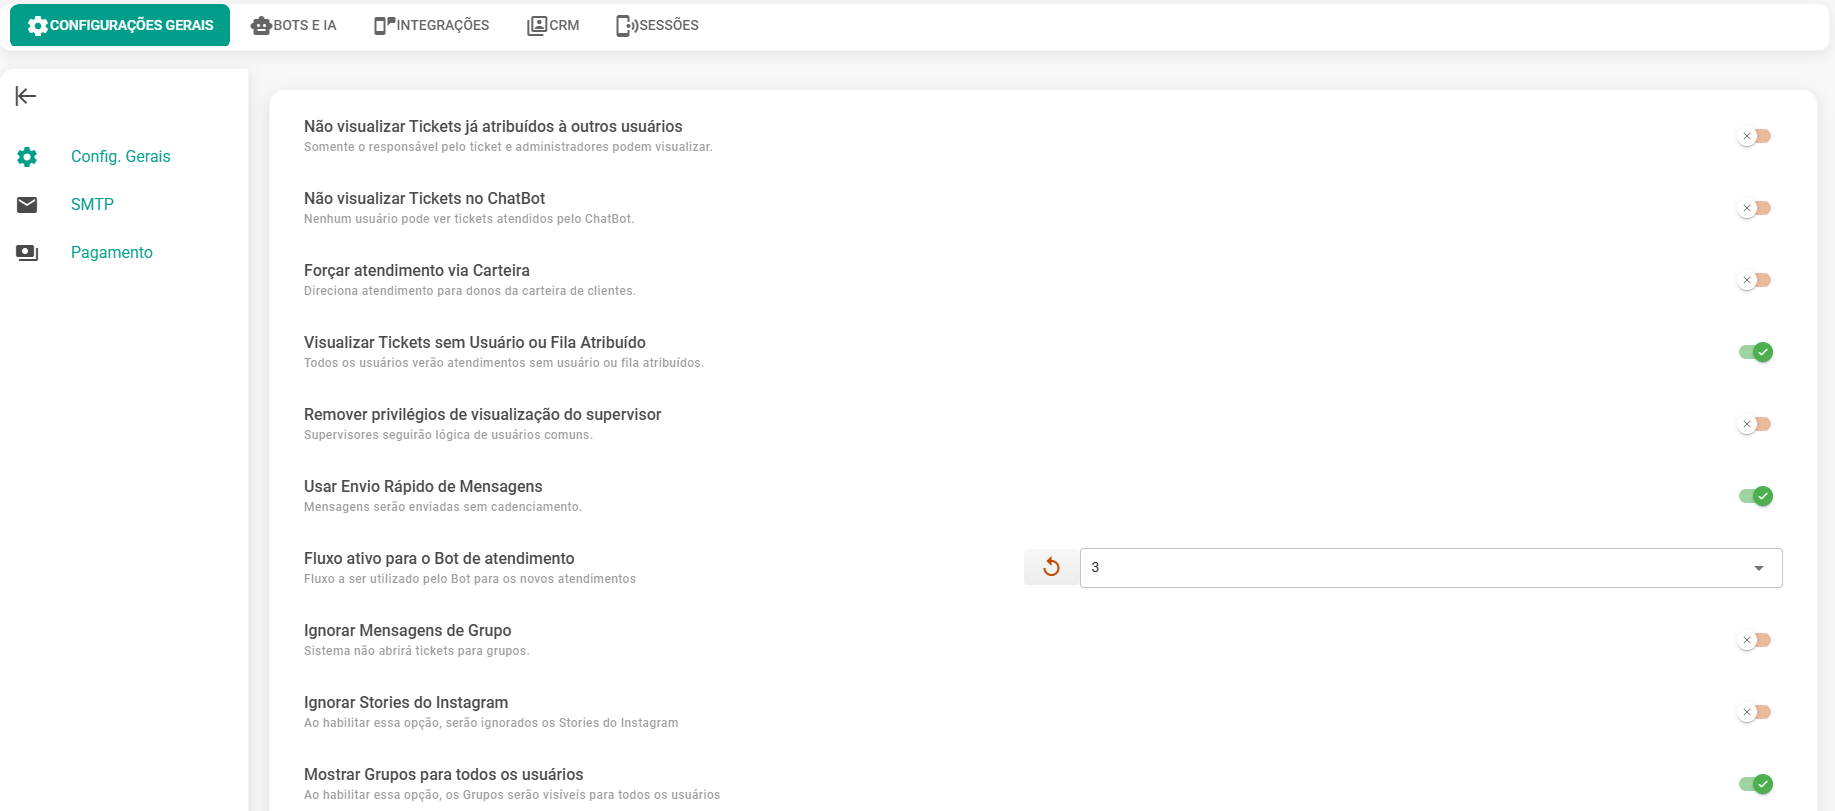 CONFIGURAÇÕES GERAIS
BOTS E IA
INTEGRAÇÕES
CRM
SESSÕES
Config. Gerais
SMTP
Pagamento
Não visualizar Tickets já atribuídos à outros usuários
Somente o responsável pelo ticket e administradores podem visualizar.
Não visualizar Tickets no ChatBot
Nenhum usuário pode ver tickets atendidos pelo ChatBot.
Forçar atendimento via Carteira
Direciona atendimento para donos da carteira de clientes.
Visualizar Tickets sem Usuário ou Fila Atribuído
Todos os usuários verão atendimentos sem usuário ou fila atribuídos.
Remover privilégios de visualização do supervisor
Supervisores seguirão lógica de usuários comuns.
Usar Envio Rápido de Mensagens
Mensagens serão enviadas sem cadenciamento.
Fluxo ativo para o Bot de atendimento
Fluxo a ser utilizado pelo Bot para os novos atendimentos
3
Ignorar Mensagens de Grupo
Sistema não abrirá tickets para grupos.
Ignorar Stories do Instagram
Ao habilitar essa opção, serão ignorados os Stories do Instagram
Mostrar Grupos para todos os usuários
Ao habilitar essa opção, os Grupos serão visíveis para todos os usuários